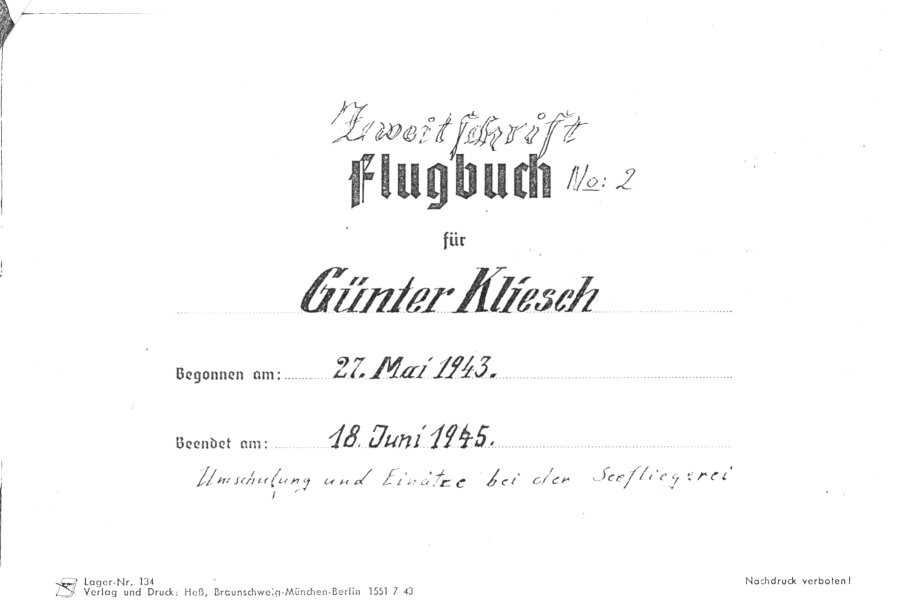 Zweitschrift
Flugbuch No: 2
für
Günter Kliesch
Begonnen am: 27. Mai 1943.
Beendet am: 18. Juni 1945.
Umschulung und Einsätze bei der Seefliegerei
Lager-Nr. 134
Verlag und Druck: Heß, Braunschweig-München-Berlin 1551 7 43
Nachdruck verboten!